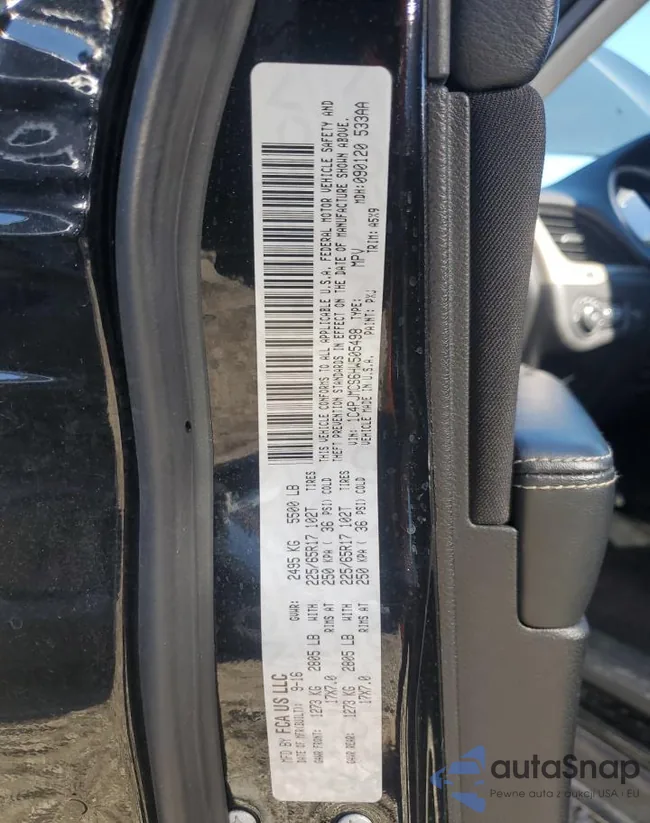 MFD BY FCA US LLC
DATE OF MFR(BUILT): 9-16 GVWR: 2495 KG 5500 LB
GAWR FRONT: 1273 KG 2805 LB WITH 225/65R17 102T TIRES
17X7.0 RIMS AT 250 KPA ( 36 PSI) COLD
GAWR REAR: 1273 KG 2805 LB WITH 225/65R17 102T TIRES
17X7.0 RIMS AT 250 KPA ( 36 PSI) COLD
THIS VEHICLE CONFORMS TO ALL APPLICABLE U.S.A. FEDERAL MOTOR VEHICLE SAFETY AND
THEFT PREVENTION STANDARDS IN EFFECT ON THE DATE OF MANUFACTURE SHOWN ABOVE.
VIN: 1C4PJMCS6HW505498 TYPE: MPV MDH: 090120 533AA
VEHICLE MADE IN U.S.A. PAINT: PXJ TRIM: A5X9
autoSnap
Pewne auto z aukcji USA i EU